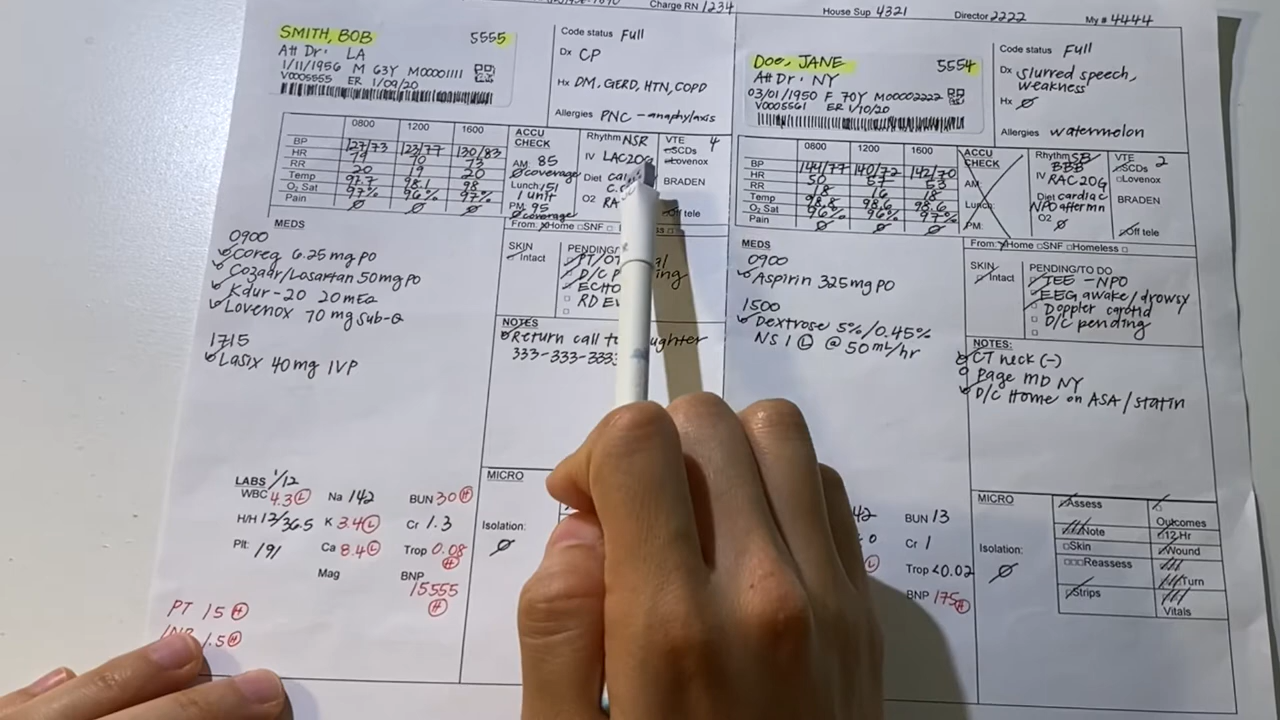 Charge RN 1234
House Sup 4321
Director 2222
My # 4444
SMITH, BOB 5555
Att Dr: LA
1/11/1956 M 63Y M00001111
V0005555 ER 1/09/20
Code status Full
Dx CP
Hx DM, GERD, HTN, COPD
Allergies PNC - anaphylaxis
0800 1200 1600
BP 127/73 123/77 130/83
HR 79 90 73
RR 20 19 20
Temp 97.7 98.1 98
O2 Sat 97% 96% 97%
Pain Ø Ø Ø
ACCU
CHECK
AM 85
Ø coverage
Lunch 151
1 unit
PM 95
Ø coverage
Rhythm NSR
IV LAC20G
Diet
O2
VTE 4
SCDs
Lovenox
BRADEN
Off tele
From: Home □SNF
MEDS
0900
Coreg 6.25 mg PO
Cozaar/Losartan 50mg PO
Kdur-20 20 mEq
Lovenox 70 mg sub-Q
1715
Lasix 40 mg IVP
SKIN
Intact
PENDING/TO DO
PT/OT
D/C
ECHO
RD
NOTES
Return call to
333-333-333
LABS 1/12
WBC 4.3 L Na 142 BUN 30 H
H/H 12/36.5 K 3.4 L Cr 1.3
Plt: 191 Ca 8.4 L Trop 0.08 H
Mag BNP
15555 H
PT 15 H
1.5 H
MICRO
Isolation:
Ø
Doe, JANE 5554
Att Dr: NY
03/01/1950 F 70Y M00002222
V0005561 ER 1/10/20
Code status Full
Dx slurred speech,
weakness
Hx Ø
Allergies watermelon
0800 1200 1600
BP 144/77 140/72 142/70
HR 50 57 53
RR 18 16 18
Temp 98.8 98.6 98.6
O2 Sat 96% 96% 97%
Pain Ø Ø Ø
ACCU
CHECK
AM:
Lunch:
PM:
Rhythm SB
BBB
IV RAC20G
Diet cardiac
NPO after mn
O2 Ø
VTE 2
SCDs
□Lovenox
BRADEN
Off tele
From: Home □SNF □Homeless □
MEDS
0900
Aspirin 325 mg PO
1500
Dextrose 5%/0.45%
NS 1 L @ 50 mL/hr
SKIN
Intact
PENDING/TO DO
TEE - NPO
EEG awake/drowsy
Doppler carotid
D/C pending
NOTES:
CT neck (-)
Page MD NY
D/C Home on ASA/statin
BUN 13
Cr 1
Trop <0.02
BNP 175 H
MICRO
Isolation:
Ø
Assess
Note
□Skin
□□□Reassess
Strips
Outcomes
12 Hr
Wound
Turn
Vitals